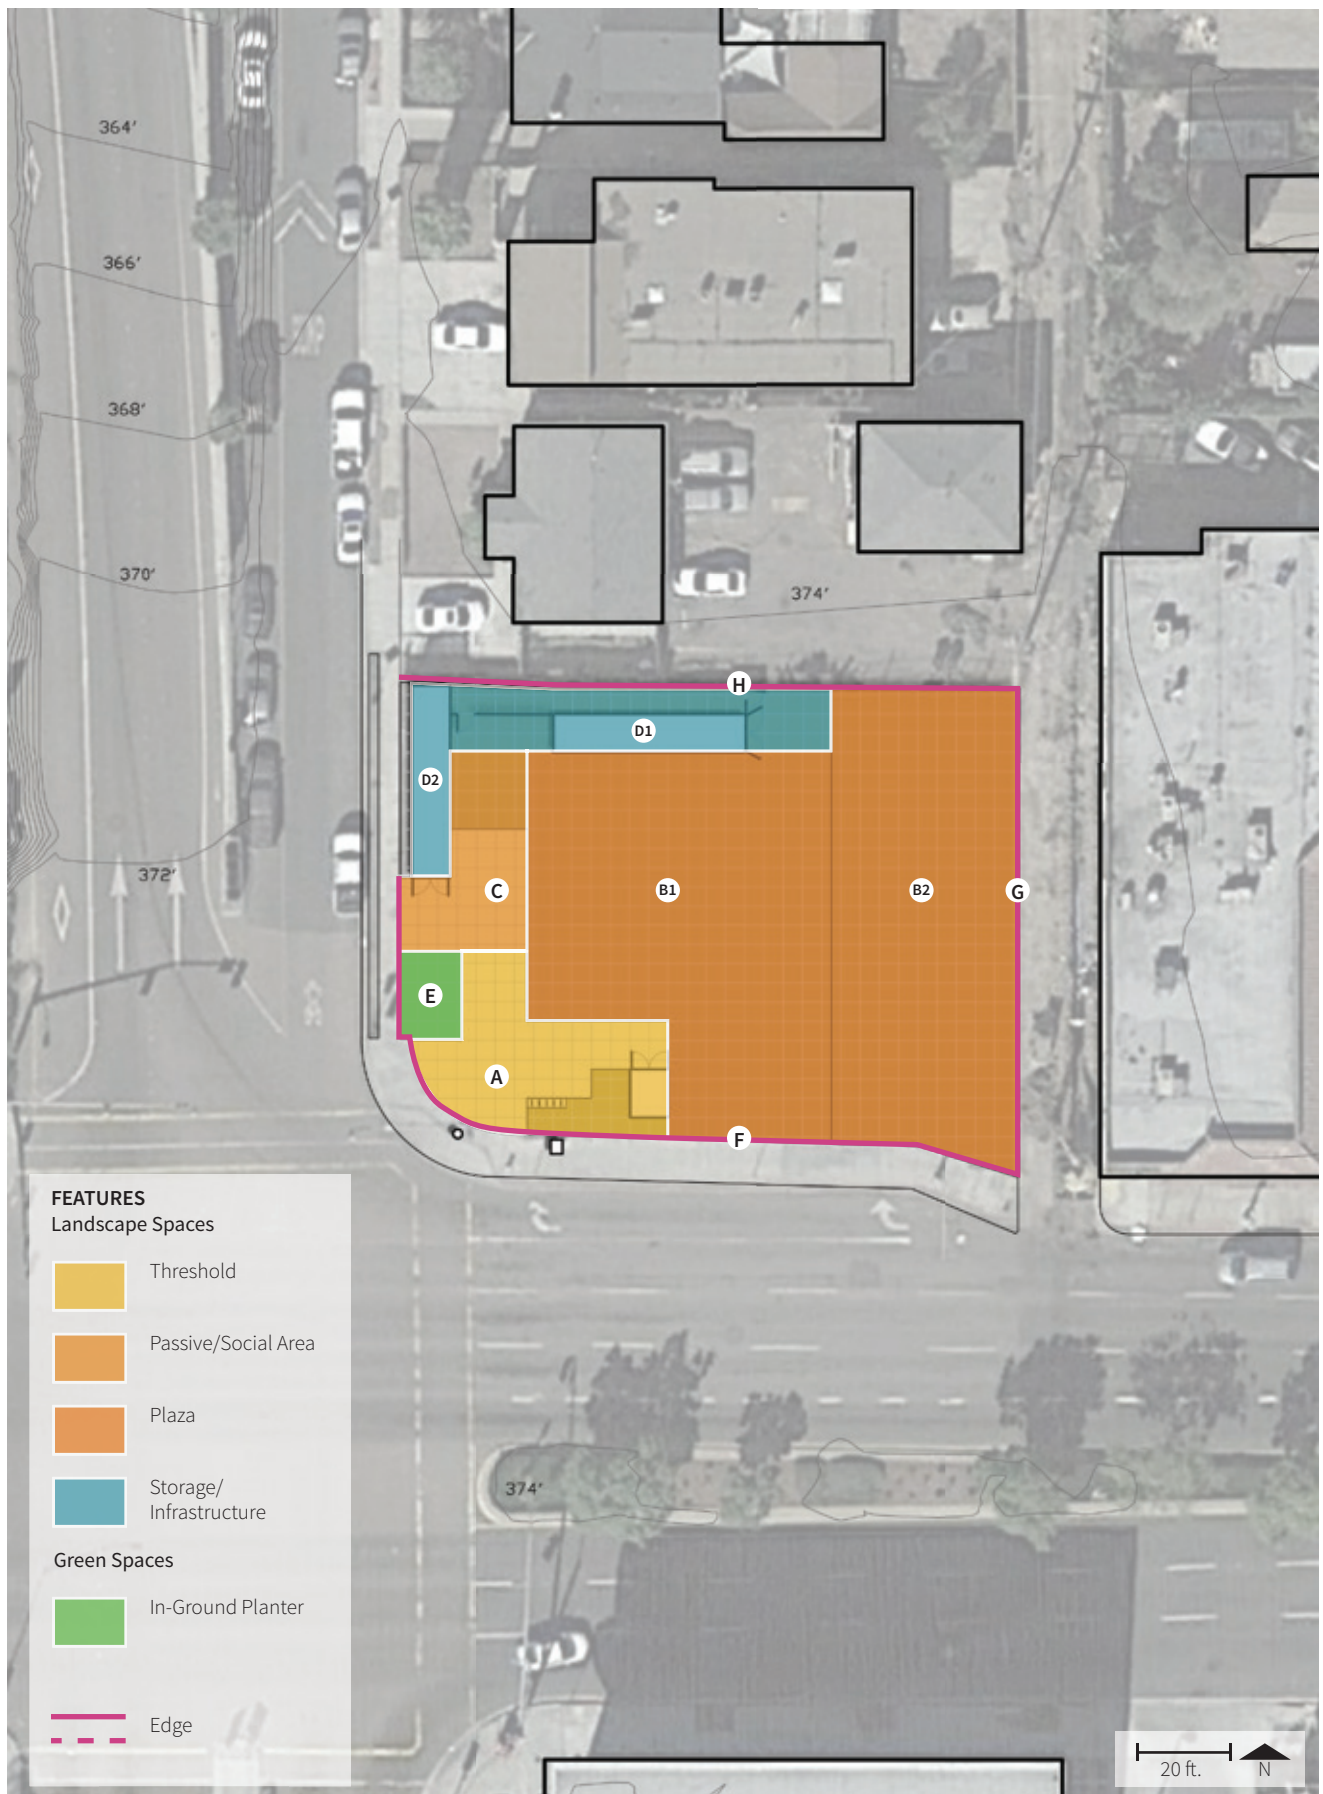 364'
366'
368'
370'
374'
H
D1
D2
372'
C
B1
B2
G
E
A
F
FEATURES
Landscape Spaces
Threshold
Passive/Social Area
Plaza
Storage/
Infrastructure
Green Spaces
In-Ground Planter
Edge
374'
20 ft.
N